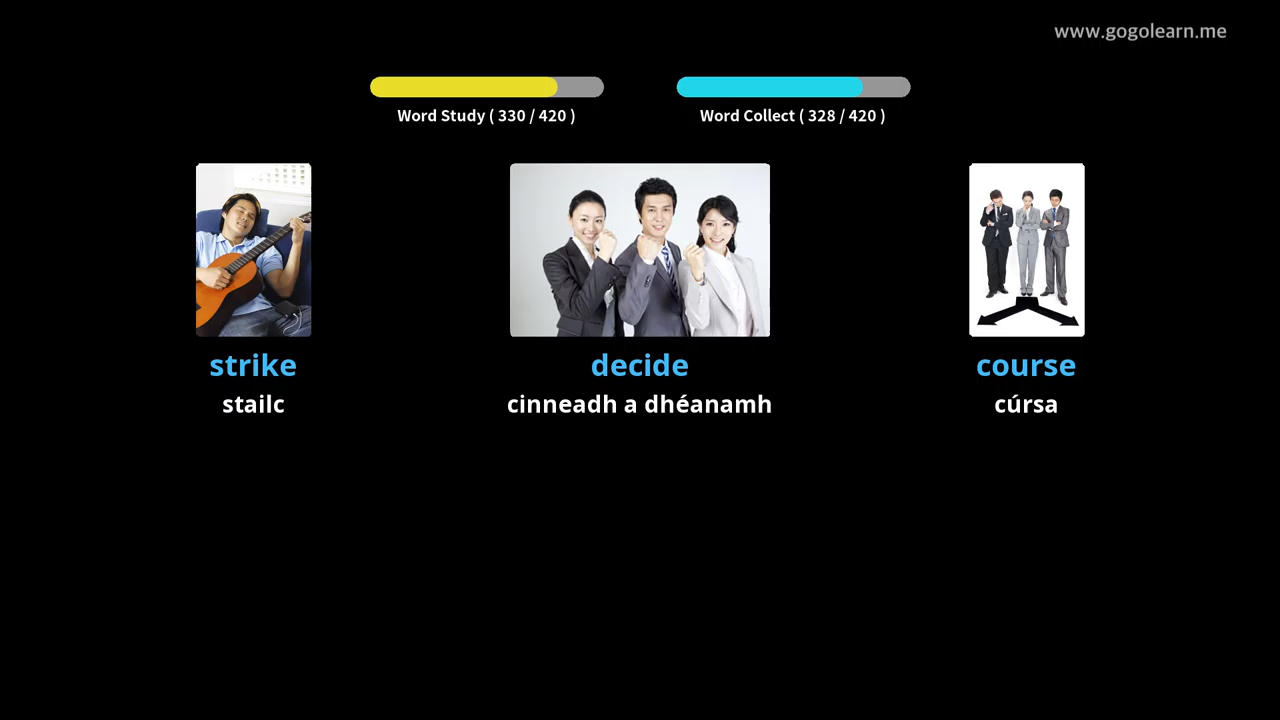 www.gogolearn.me
Word Study ( 330 / 420 )
Word Collect ( 328 / 420 )
strike
stailc
decide
cinneadh a dhéanamh
course
cúrsa